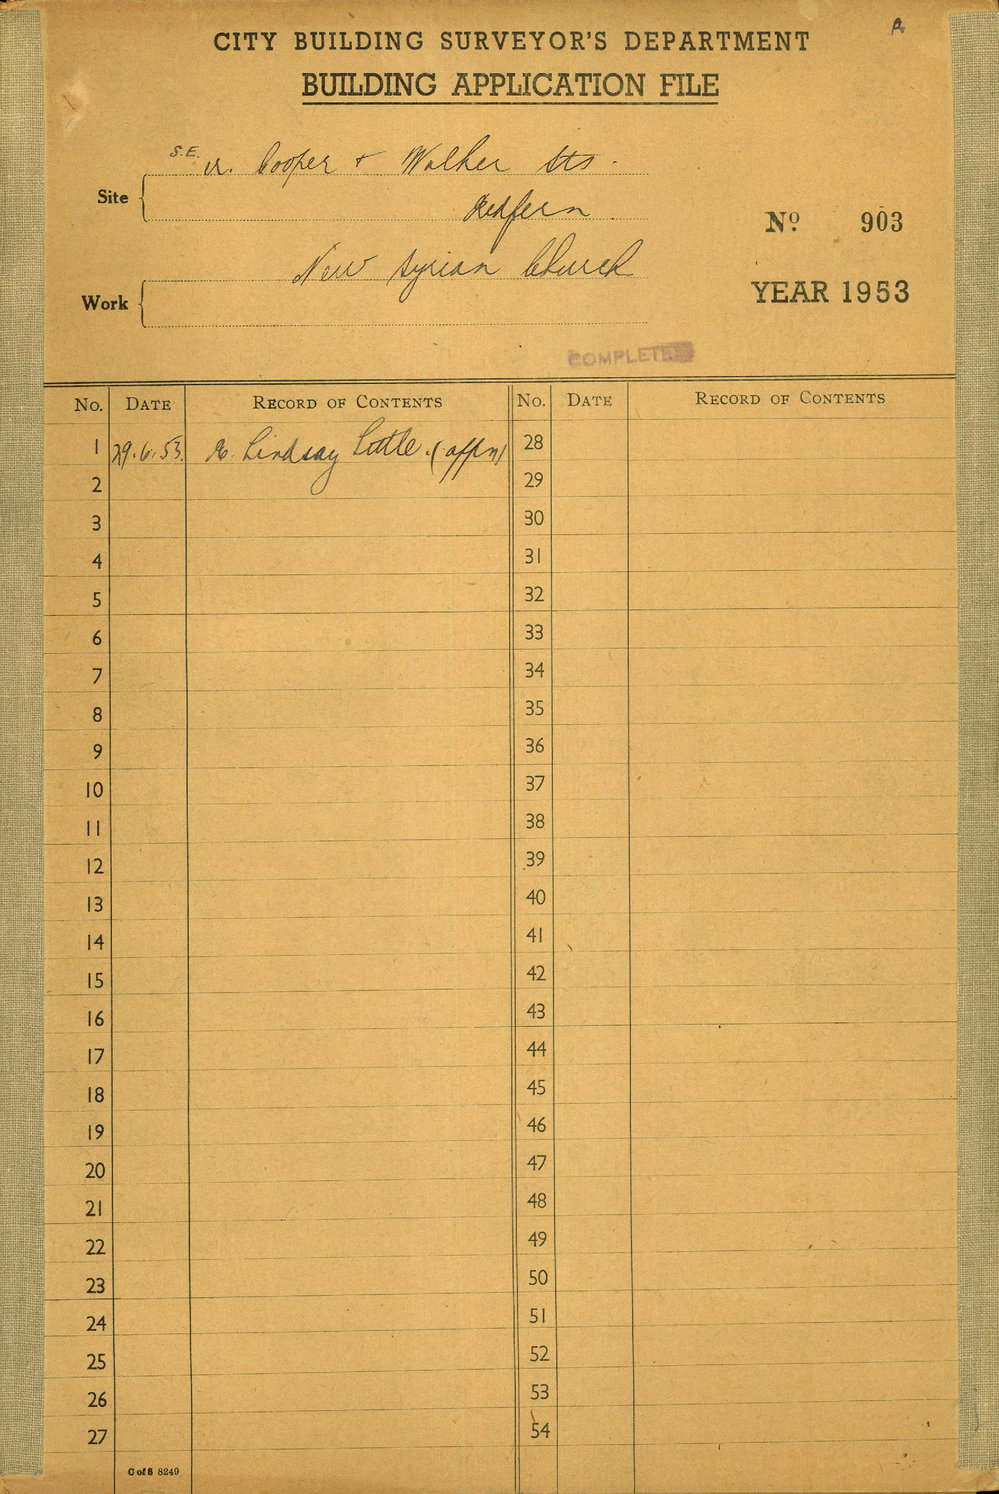 CITY BUILDING SURVEYOR'S DEPARTMENT
BUILDING APPLICATION FILE
S.E. cr. Cooper + Walker Sts.
Site
Redfern
No 903
New Syrian Church
Work
YEAR 1953
COMPLETED
No. DATE RECORD OF CONTENTS No. DATE RECORD OF CONTENTS
1 29.6.53. Lindsay Little. (appn) 28
2 29
3 30
4 31
5 32
6 33
7 34
8 35
9 36
10 37
11 38
12 39
13 40
14 41
15 42
16 43
17 44
18 45
19 46
20 47
21 48
22 49
23 50
24 51
25 52
26 53
27 54
C of S 8249